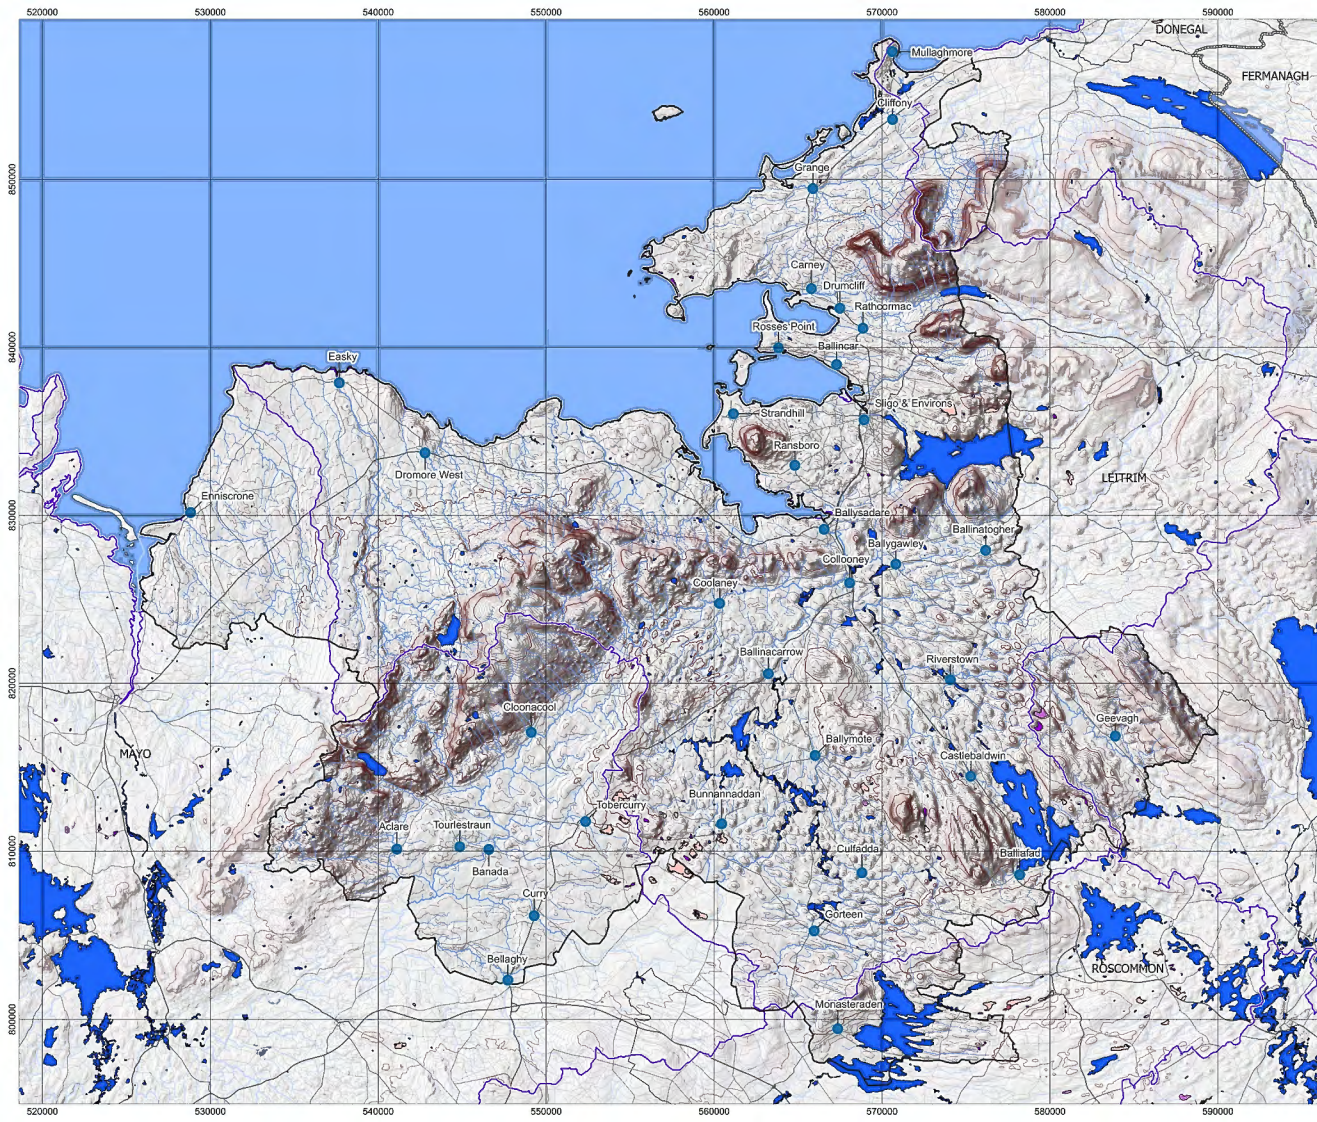 520000
530000
540000
550000
560000
570000
580000
590000
DONEGAL
Mullaghmore
FERMANAGH
Cliffony
850000
Grange
Carney
Drumcliff
Rathcormac
Rosses Point
840000
Ballincar
Easky
Sligo & Environs
Strandhill
Ransboro
Dromore West
LEITRIM
Enniscrone
830000
Ballysadare
Ballinatogher
Ballygawley
Collooney
Coolaney
Ballinacarrow
Riverstown
820000
Cloonacool
Geevagh
Ballymote
MAYO
Castlebaldwin
Bunnannaddan
Tobercurry
Aclare
Tourlestraun
810000
Culfadda
Balliafad
Banada
Curry
Gorteen
Bellaghy
ROSCOMMON
Monasteraden
800000
520000
530000
540000
550000
560000
570000
580000
590000